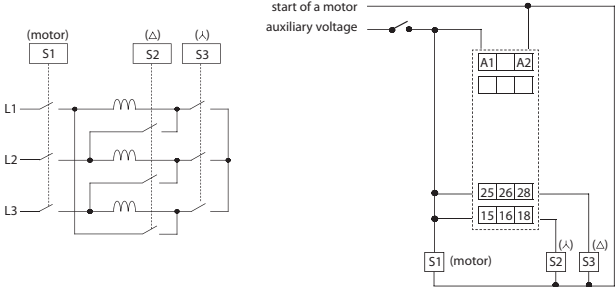 start of a motor
auxiliary voltage
(motor) (△) (⅄)
S1 S2 S3
L1
L2
L3
A1 A2
25 26 28
15 16 18
(⅄) (△)
S1 (motor) S2 S3